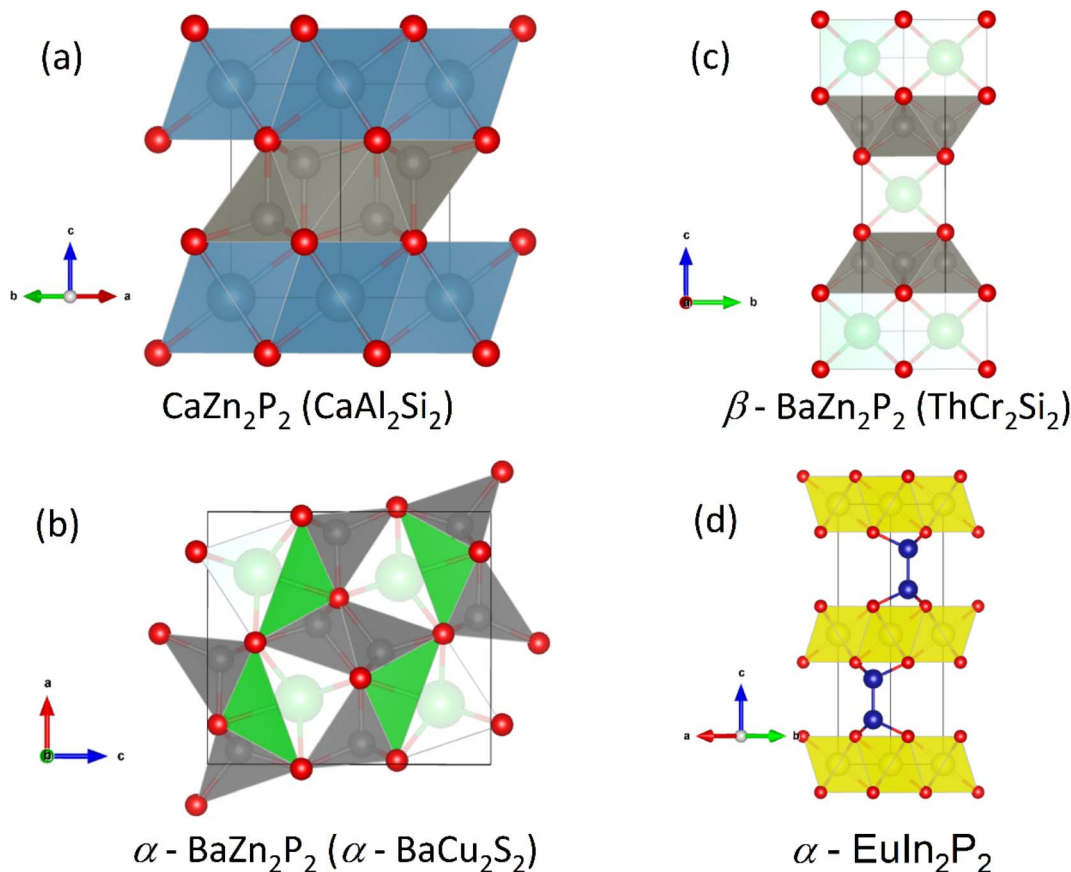 (a)
c
b
a
CaZn₂P₂ (CaAl₂Si₂)
(c)
c
a
b
β - BaZn₂P₂ (ThCr₂Si₂)
(b)
a
b
c
α - BaZn₂P₂ (α - BaCu₂S₂)
(d)
c
a
b
α - EuIn₂P₂